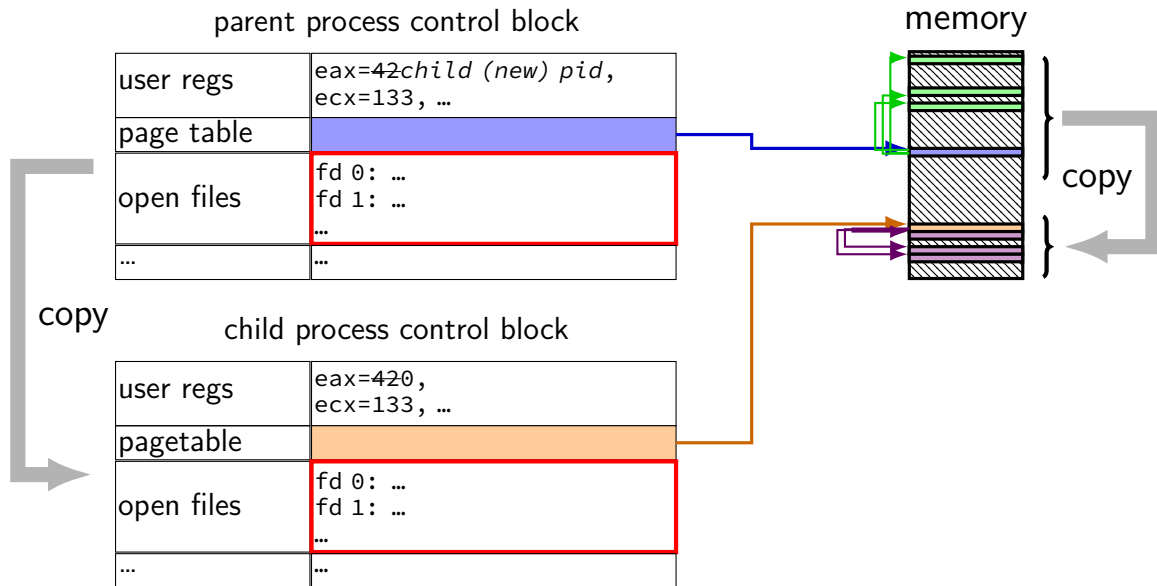 parent process control block
memory
user regs
eax=42child (new) pid,
ecx=133, …
page table
open files
fd 0: …
fd 1: …
…
…
…
copy
copy
child process control block
user regs
eax=420,
ecx=133, …
pagetable
open files
fd 0: …
fd 1: …
…
…
…